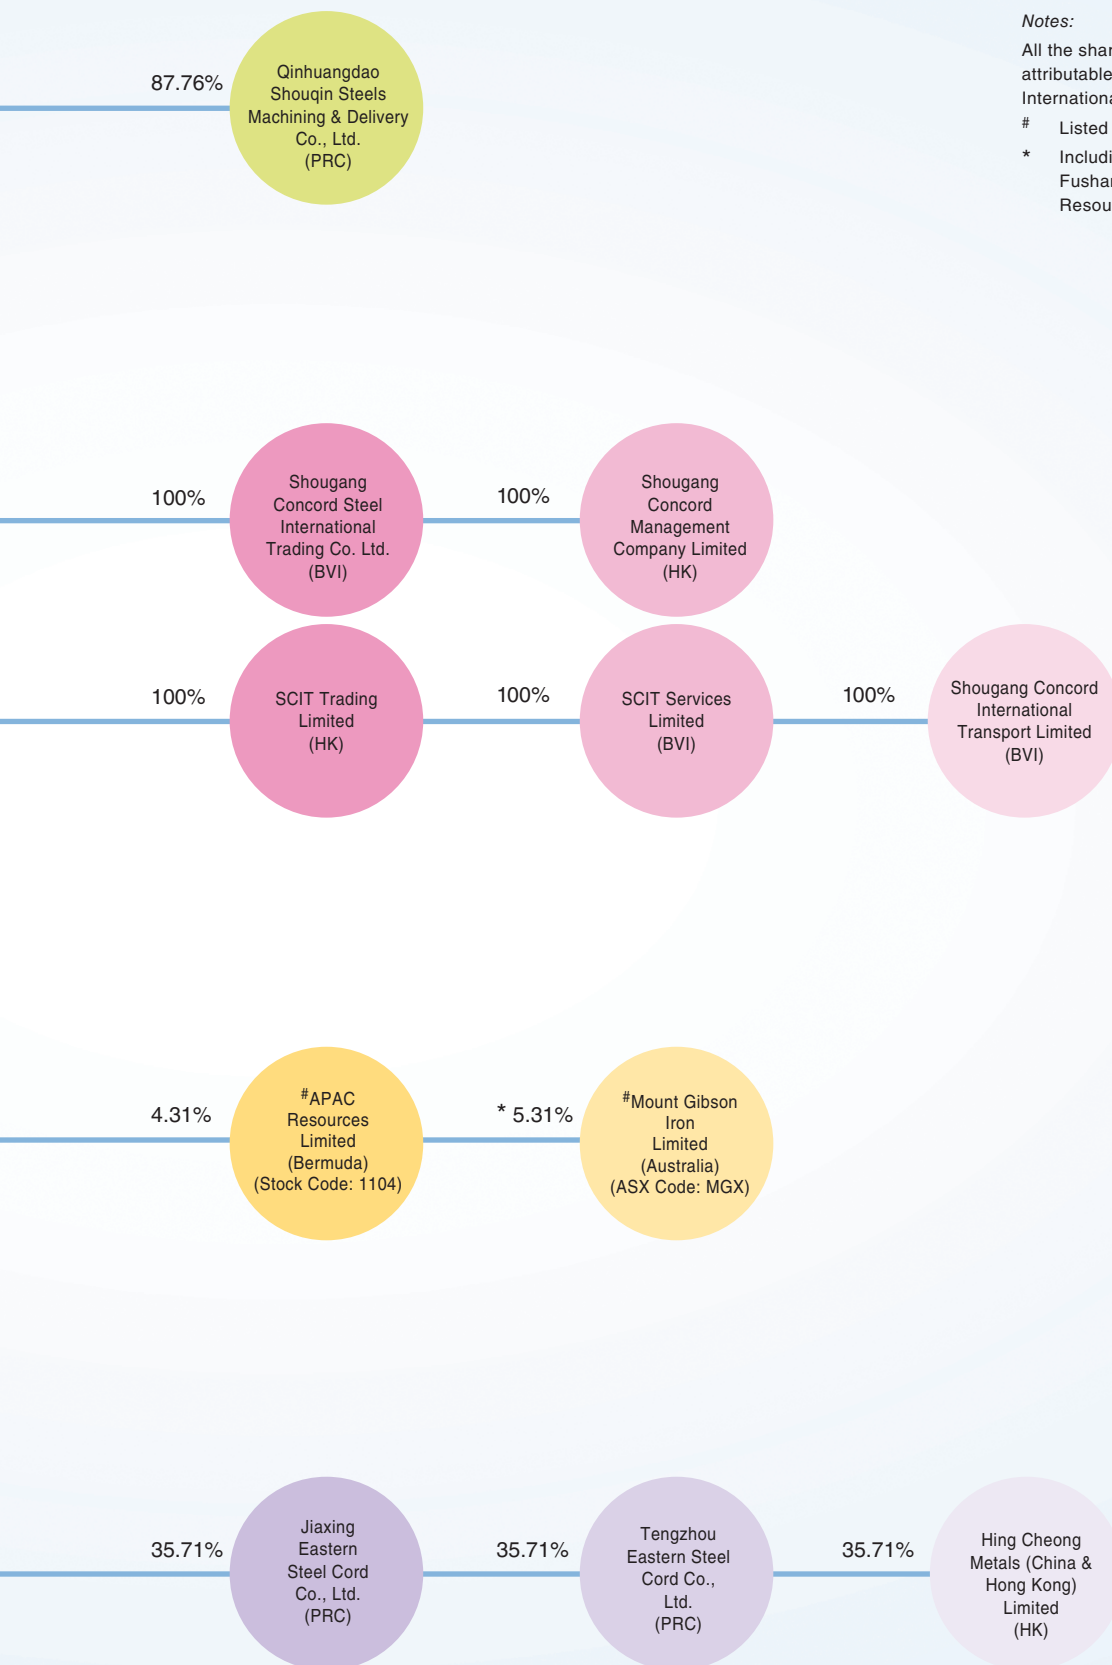 Notes:
All the
attributable
# Listed
*
87.76%
Qinhuangdao
Shouqin Steels
Machining & Delivery
Co., Ltd.
(PRC)
100%
Shougang
Concord Steel
International
Trading Co. Ltd.
(BVI)
100%
Shougang
Concord
Management
Company Limited
(HK)
100%
SCIT Trading
Limited
(HK)
100%
SCIT Services
Limited
(BVI)
100%
Shougang Concord
International
Transport Limited
(BVI)
4.31%
#APAC
Resources
Limited
(Bermuda)
(Stock Code: 1104)
* 5.31%
#Mount Gibson
Iron
Limited
(Australia)
(ASX Code: MGX)
35.71%
Jiaxing
Eastern
Steel Cord
Co., Ltd.
(PRC)
35.71%
Tengzhou
Eastern Steel
Cord Co.,
Ltd.
(PRC)
35.71%
Hing Cheong
Metals (China &
Hong Kong)
Limited
(HK)